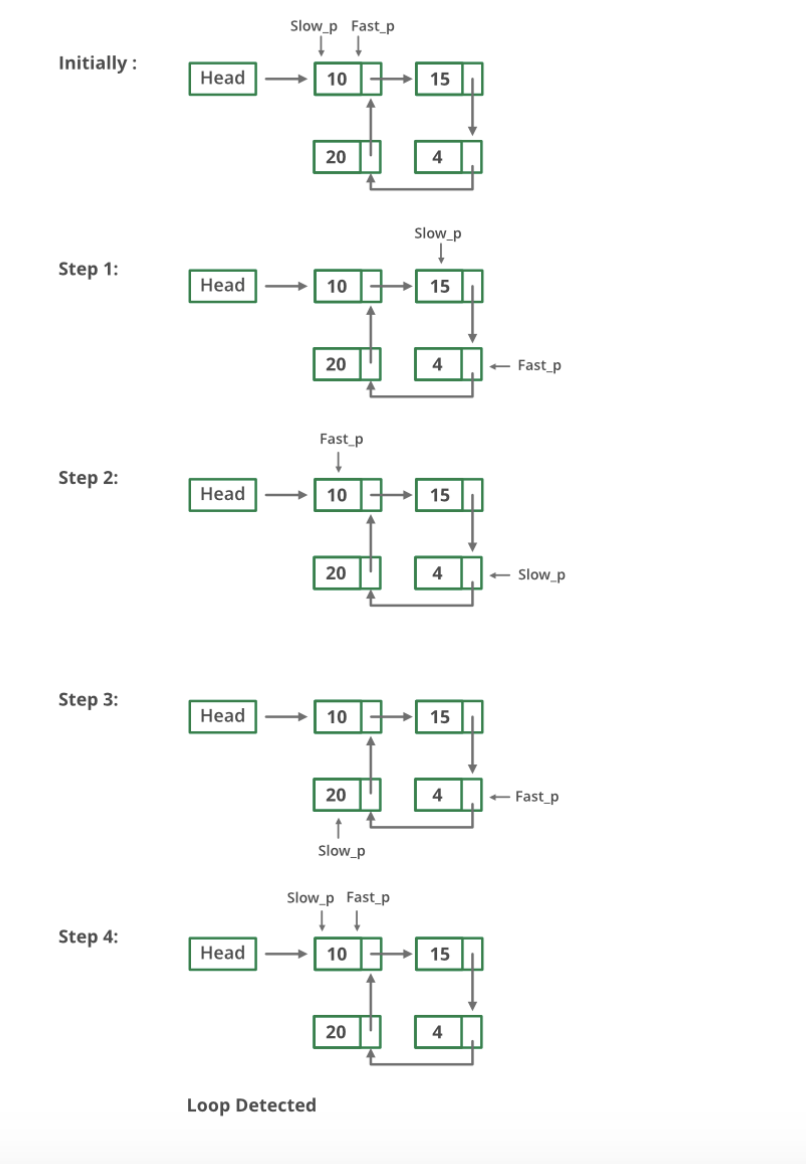 Slow_p Fast_p
Initially :
Head 10 15
20 4
Slow_p
Step 1:
Head 10 15
20 4 Fast_p
Fast_p
Step 2:
Head 10 15
20 4 Slow_p
Step 3:
Head 10 15
20 4 Fast_p
Slow_p
Slow_p Fast_p
Step 4:
Head 10 15
20 4
Loop Detected